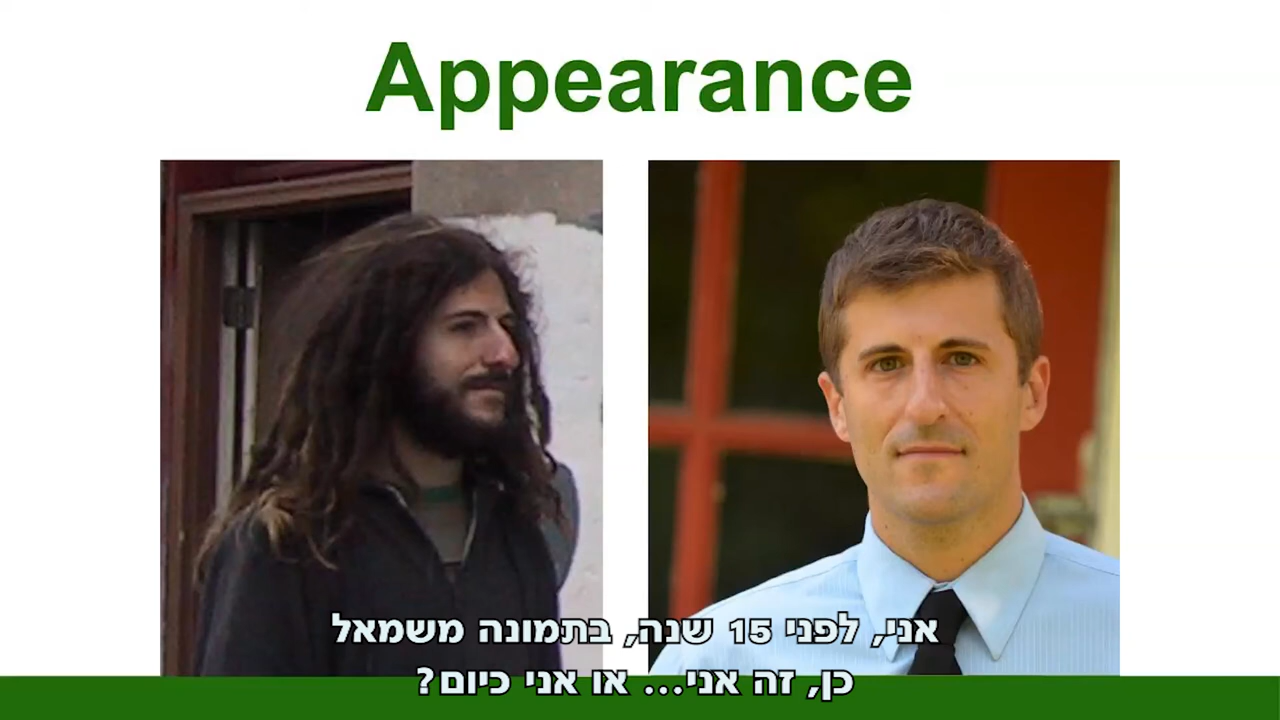 Appearance
אני, לפני 15 שנה, בתמונה משמאל
כן, זה אני... או אני כיום?